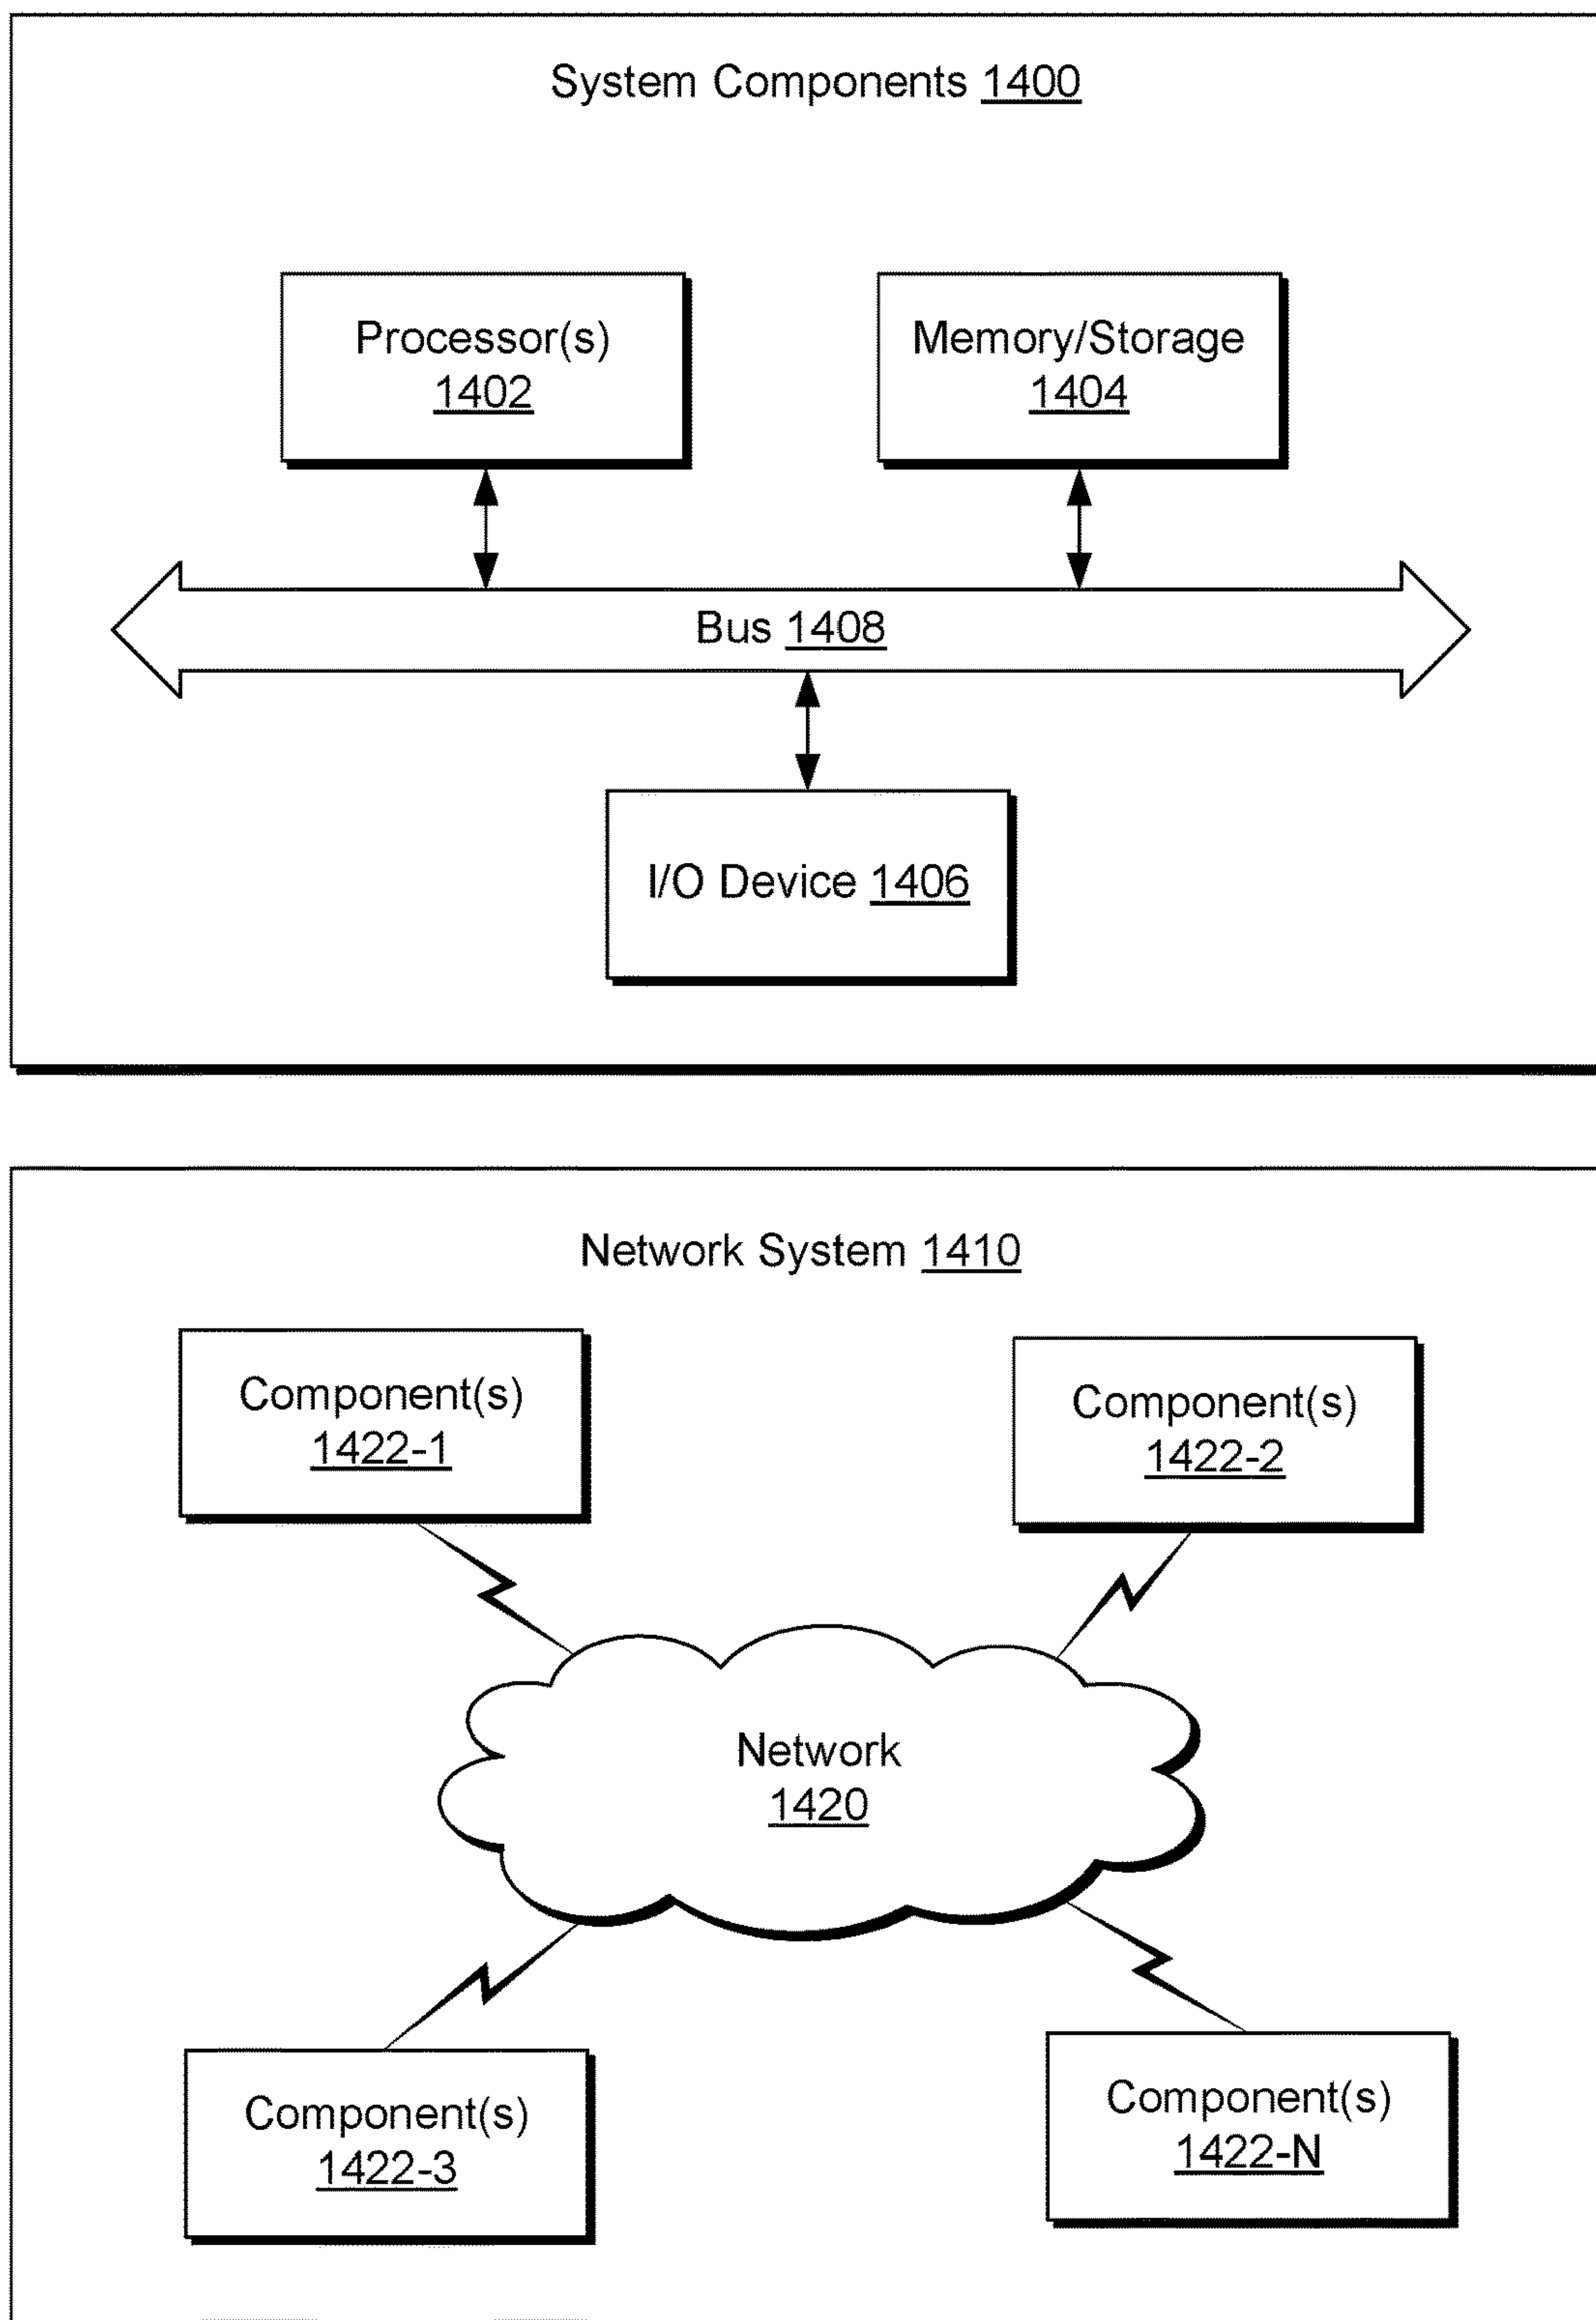 System Components 1400
Processor(s)
1402
Memory/Storage
1404
Bus 1408
I/O Device 1406
Network System 1410
Component(s)
1422-1
Component(s)
1422-2
Network
1420
Component(s)
1422-3
Component(s)
1422-N